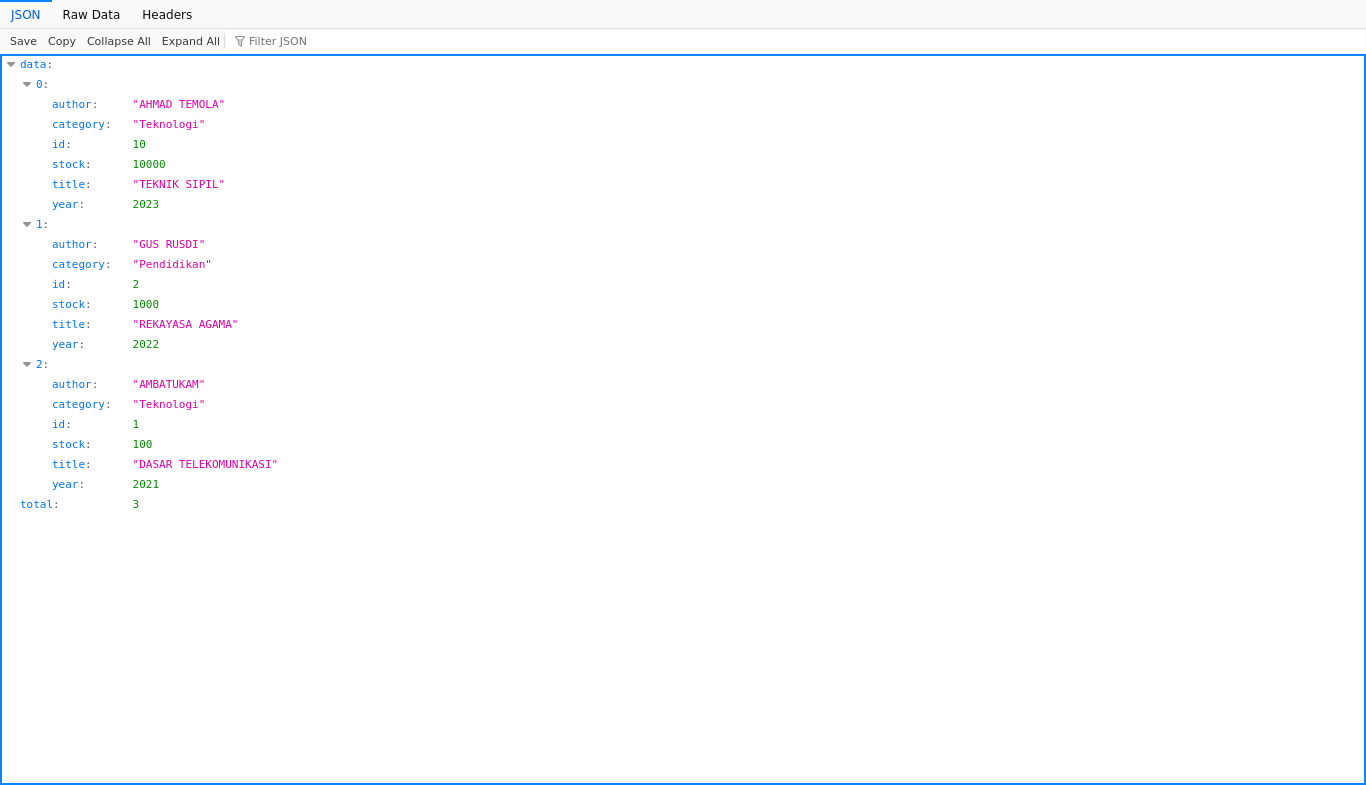 JSON Raw Data Headers
Save Copy Collapse All Expand All Filter JSON
data:
0:
author: "AHMAD TEMOLA"
category: "Teknologi"
id: 10
stock: 10000
title: "TEKNIK SIPIL"
year: 2023
1:
author: "GUS RUSDI"
category: "Pendidikan"
id: 2
stock: 1000
title: "REKAYASA AGAMA"
year: 2022
2:
author: "AMBATUKAM"
category: "Teknologi"
id: 1
stock: 100
title: "DASAR TELEKOMUNIKASI"
year: 2021
total: 3